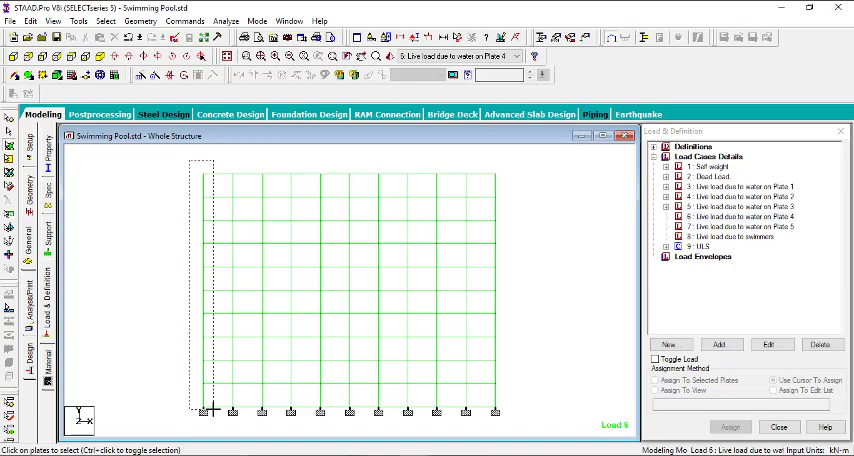 STAAD.Pro V8i (SELECTseries 5) - Swimming Pool.std
File Edit View Tools Select Geometry Commands Analyze Mode Window Help
6: Live load due to water on Plate 4
Modeling Postprocessing Steel Design Concrete Design Foundation Design RAM Connection Bridge Deck Advanced Slab Design Piping Earthquake
Setup
Geometry
General
Analysis/Print
Design
Property
Spec
Support
Load & Definition
Material
Swimming Pool.std - Whole Structure
Y
Z X
Load 6
Load & Definition
Definitions
Load Cases Details
1 : Self weight
2 : Dead Load.
3 : Live load due to water on Plate 1
4 : Live load due to water on Plate 2
5 : Live load due to water on Plate 3
6 : Live load due to water on Plate 4
7 : Live load due to water on Plate 5
8 : Live load due to swimmers
9 : ULS
Load Envelopes
New... Add... Edit ... Delete...
Toggle Load
Assignment Method
Assign To Selected Plates Use Cursor To Assign
Assign To View Assign To Edit List
Assign Close Help
Click on plates to select (Ctrl+click to toggle selection) Modeling Mo Load 6 : Live load due to wat Input Units: kN-m